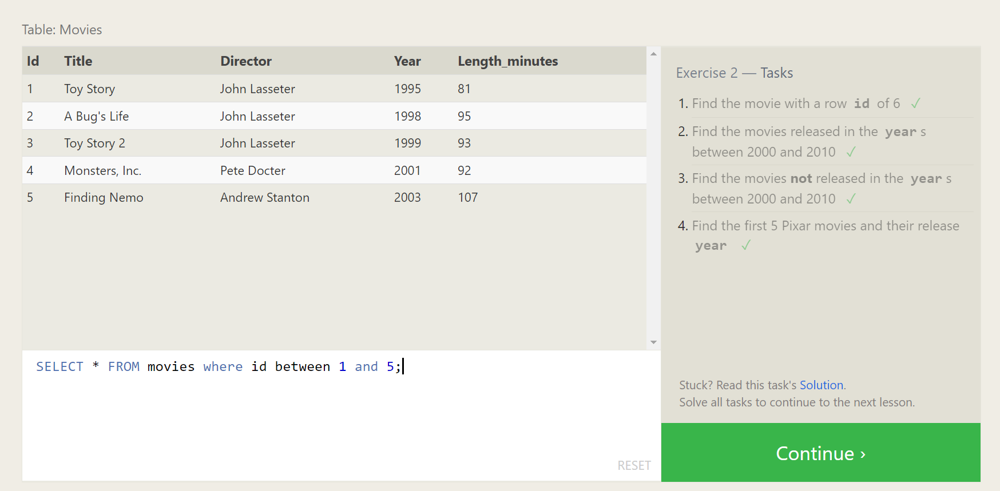 Table: Movies
Id Title Director Year Length_minutes
1 Toy Story John Lasseter 1995 81
2 A Bug's Life John Lasseter 1998 95
3 Toy Story 2 John Lasseter 1999 93
4 Monsters, Inc. Pete Docter 2001 92
5 Finding Nemo Andrew Stanton 2003 107
SELECT * FROM movies where id between 1 and 5;
RESET
Exercise 2 — Tasks
1. Find the movie with a row id of 6 ✓
2. Find the movies released in the year s
between 2000 and 2010 ✓
3. Find the movies not released in the year s
between 2000 and 2010 ✓
4. Find the first 5 Pixar movies and their release
year ✓
Stuck? Read this task's Solution.
Solve all tasks to continue to the next lesson.
Continue ›